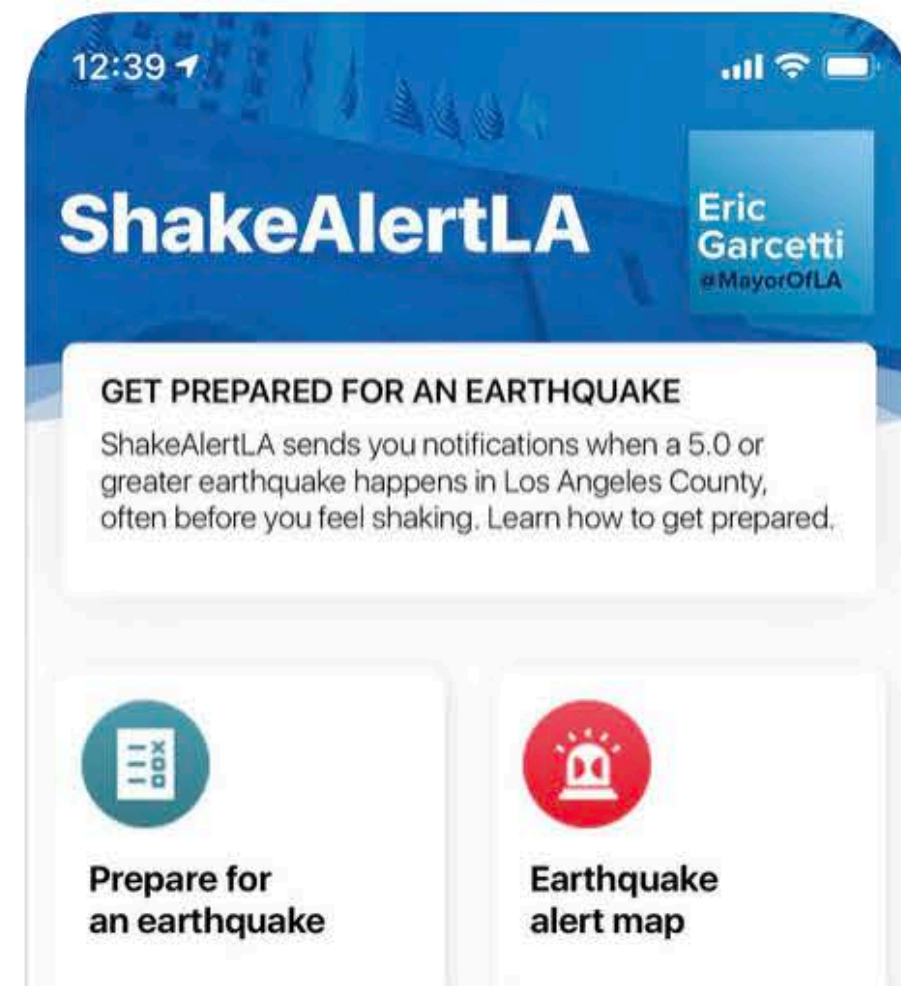 12:39
ShakeAlertLA
Eric
Garcetti
@MayorOfLA
GET PREPARED FOR AN EARTHQUAKE
ShakeAlertLA sends you notifications when a 5.0 or
greater earthquake happens in Los Angeles County,
often before you feel shaking. Learn how to get prepared.
Prepare for
an earthquake
Earthquake
alert map